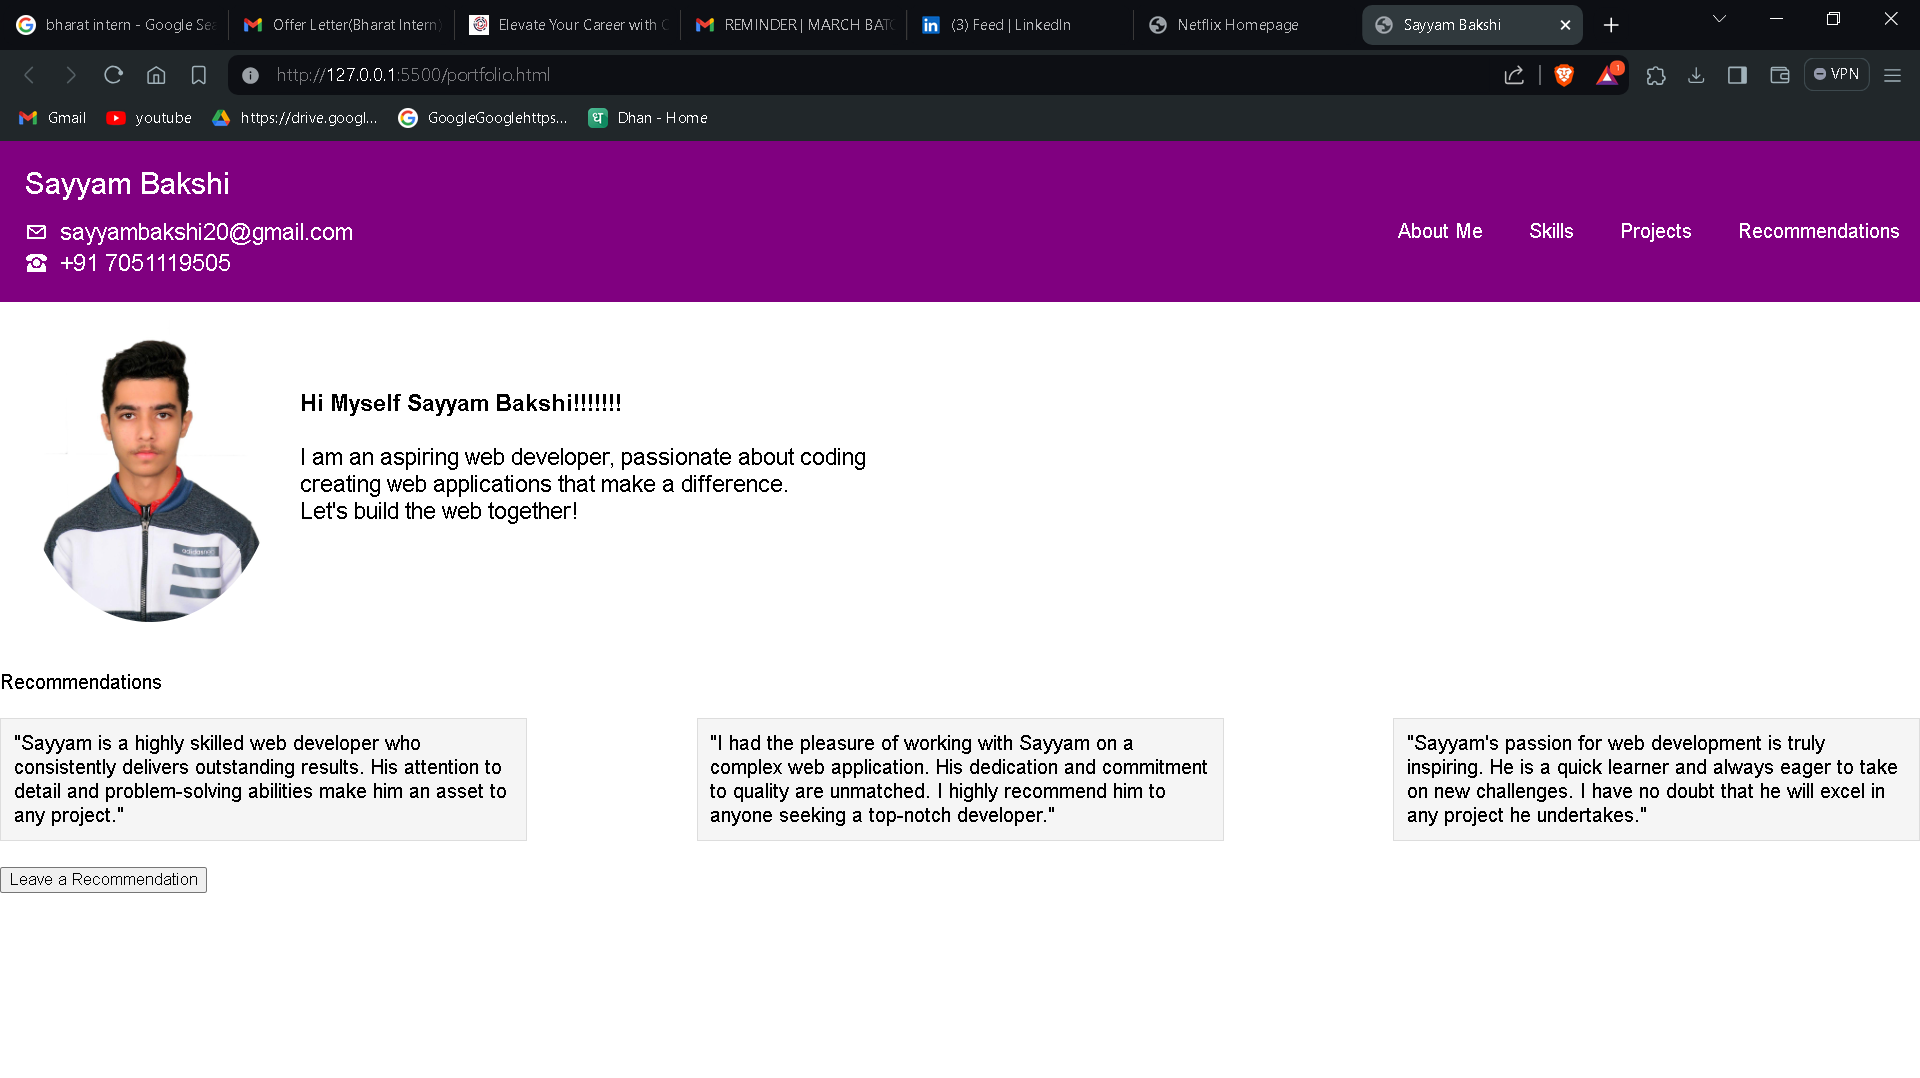 bharat intern - Google Sea
Offer Letter(Bharat Intern)
Elevate Your Career with C
REMINDER | MARCH BATC
(3) Feed | LinkedIn
Netflix Homepage
Sayyam Bakshi
http://127.0.0.1:5500/portfolio.html
1
VPN
Gmail
youtube
https://drive.googl...
GoogleGooglehttps...
Dhan - Home
Sayyam Bakshi
sayyambakshi20@gmail.com
+91 7051119505
About Me
Skills
Projects
Recommendations
Hi Myself Sayyam Bakshi!!!!!!!
I am an aspiring web developer, passionate about coding
creating web applications that make a difference.
Let's build the web together!
Recommendations
"Sayyam is a highly skilled web developer who
consistently delivers outstanding results. His attention to
detail and problem-solving abilities make him an asset to
any project."
"I had the pleasure of working with Sayyam on a
complex web application. His dedication and commitment
to quality are unmatched. I highly recommend him to
anyone seeking a top-notch developer."
"Sayyam's passion for web development is truly
inspiring. He is a quick learner and always eager to take
on new challenges. I have no doubt that he will excel in
any project he undertakes."
Leave a Recommendation